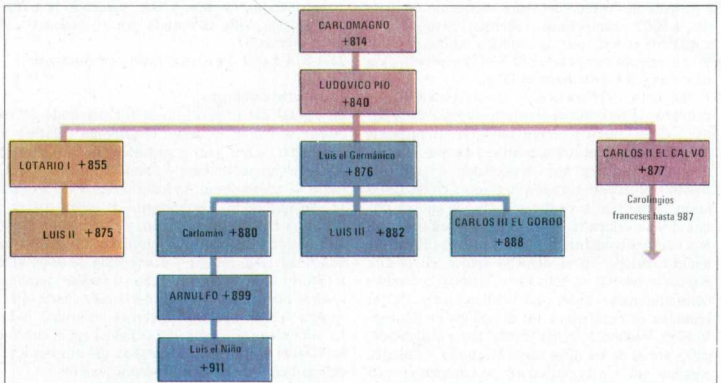 CARLOMAGNO
+814
LUDOVICO PIO
+840
LOTARIO I +855
Luis el Germánico
+876
CARLOS II EL CALVO
+877
Carolingios
franceses hasta 987
LUIS II +875
Carlomán +880
LUIS III +882
CARLOS III EL GORDO
+888
ARNULFO +899
Luis el Niño
+911